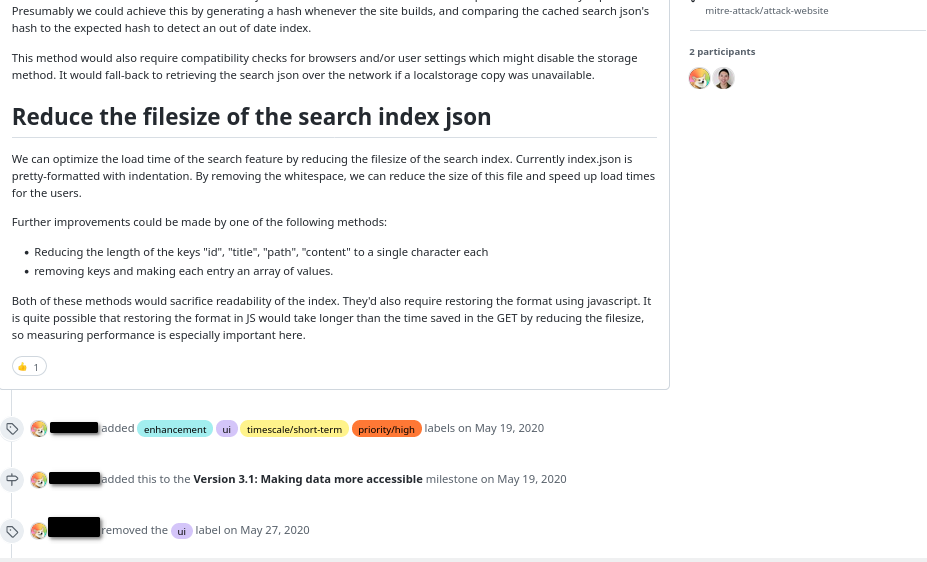 Presumably we could achieve this by generating a hash whenever the site builds, and comparing the cached search json's
hash to the expected hash to detect an out of date index.
This method would also require compatibility checks for browsers and/or user settings which might disable the storage
method. It would fall-back to retrieving the search json over the network if a localstorage copy was unavailable.
Reduce the filesize of the search index json
We can optimize the load time of the search feature by reducing the filesize of the search index. Currently index.json is
pretty-formatted with indentation. By removing the whitespace, we can reduce the size of this file and speed up load times
for the users.
Further improvements could be made by one of the following methods:
• Reducing the length of the keys "id", "title", "path", "content" to a single character each
• removing keys and making each entry an array of values.
Both of these methods would sacrifice readability of the index. They'd also require restoring the format using javascript. It
is quite possible that restoring the format in JS would take longer than the time saved in the GET by reducing the filesize,
so measuring performance is especially important here.
👍 1
added enhancement ui timescale/short-term priority/high labels on May 19, 2020
added this to the Version 3.1: Making data more accessible milestone on May 19, 2020
removed the ui label on May 27, 2020
mitre-attack/attack-website
2 participants